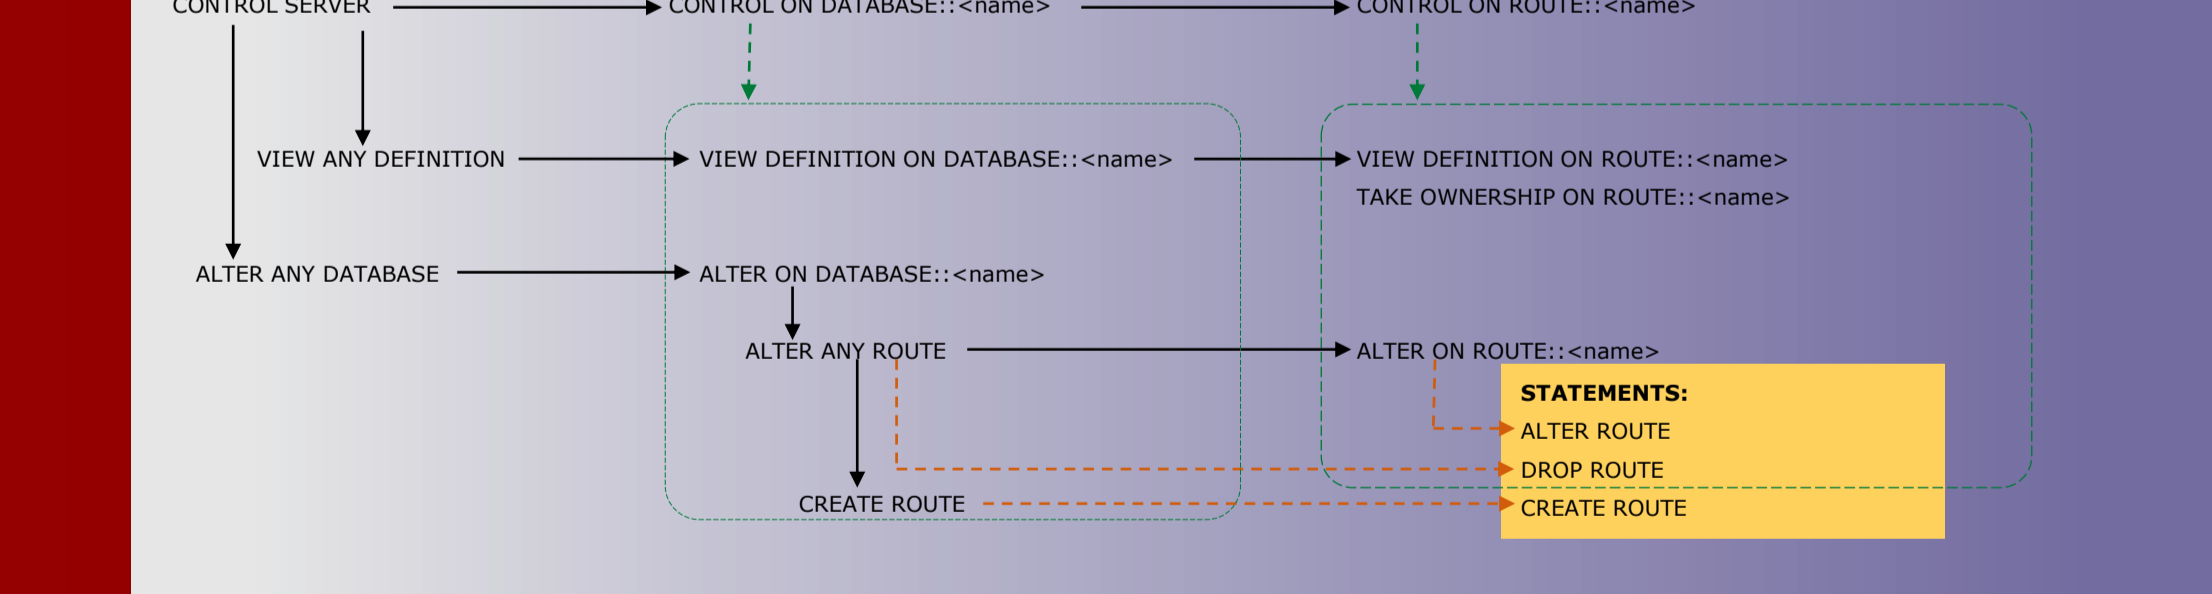 CONTROL SERVER CONTROL ON DATABASE::<name> CONTROL ON ROUTE::<name>
VIEW ANY DEFINITION VIEW DEFINITION ON DATABASE::<name> VIEW DEFINITION ON ROUTE::<name>
TAKE OWNERSHIP ON ROUTE::<name>
ALTER ANY DATABASE ALTER ON DATABASE::<name>
ALTER ANY ROUTE ALTER ON ROUTE::<name>
STATEMENTS:
ALTER ROUTE
DROP ROUTE
CREATE ROUTE CREATE ROUTE